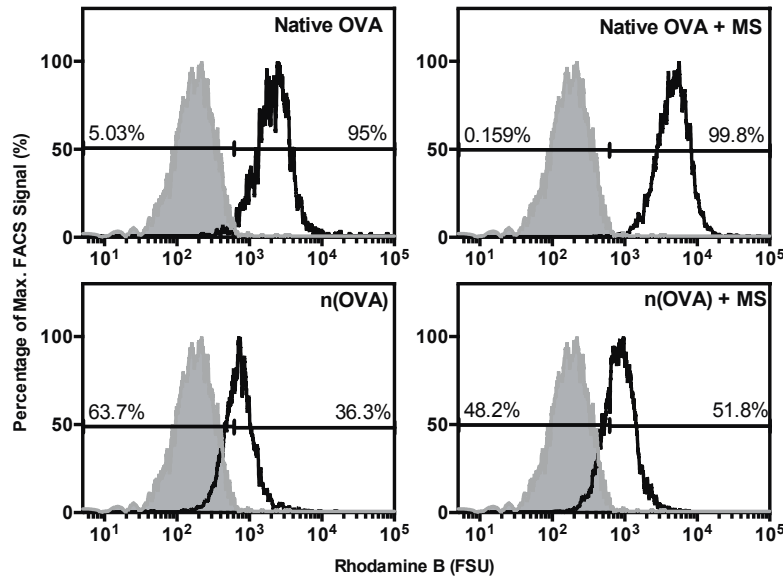 Native OVA
Native OVA + MS
100
5.03%
95%
50
0
10¹ 10² 10³ 10⁴ 10⁵
100
0.159%
99.8%
50
0
10¹ 10² 10³ 10⁴ 10⁵
n(OVA)
n(OVA) + MS
100
63.7%
36.3%
50
0
10¹ 10² 10³ 10⁴ 10⁵
100
48.2%
51.8%
50
0
10¹ 10² 10³ 10⁴ 10⁵
Percentage of Max. FACS Signal (%)
Rhodamine B (FSU)